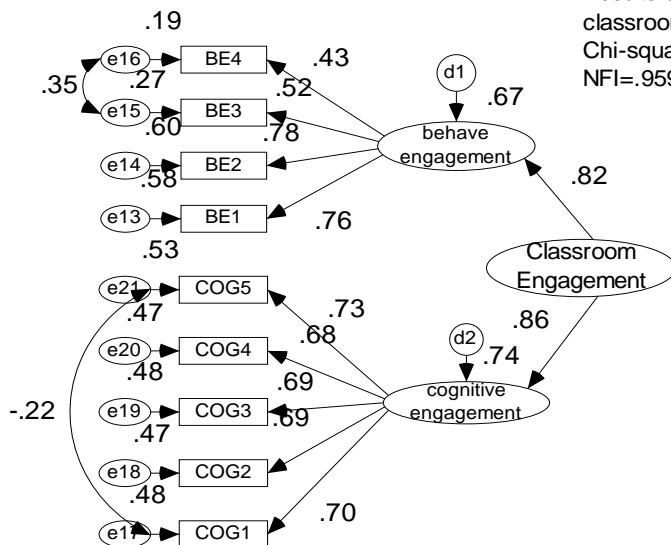 classroom
Chi-squa
NFI=.959
.19
e16
BE4
.43
.27
.52
d1
.67
.35
e15
BE3
.60
.78
behave
engagement
e14
BE2
.58
.82
e13
BE1
.76
.53
Classroom
Engagement
e21
COG5
.47
.73
.68
.86
d2
.74
e20
COG4
.48
.69
cognitive
engagement
-.22
e19
COG3
.69
.47
e18
COG2
.48
.70
e17
COG1